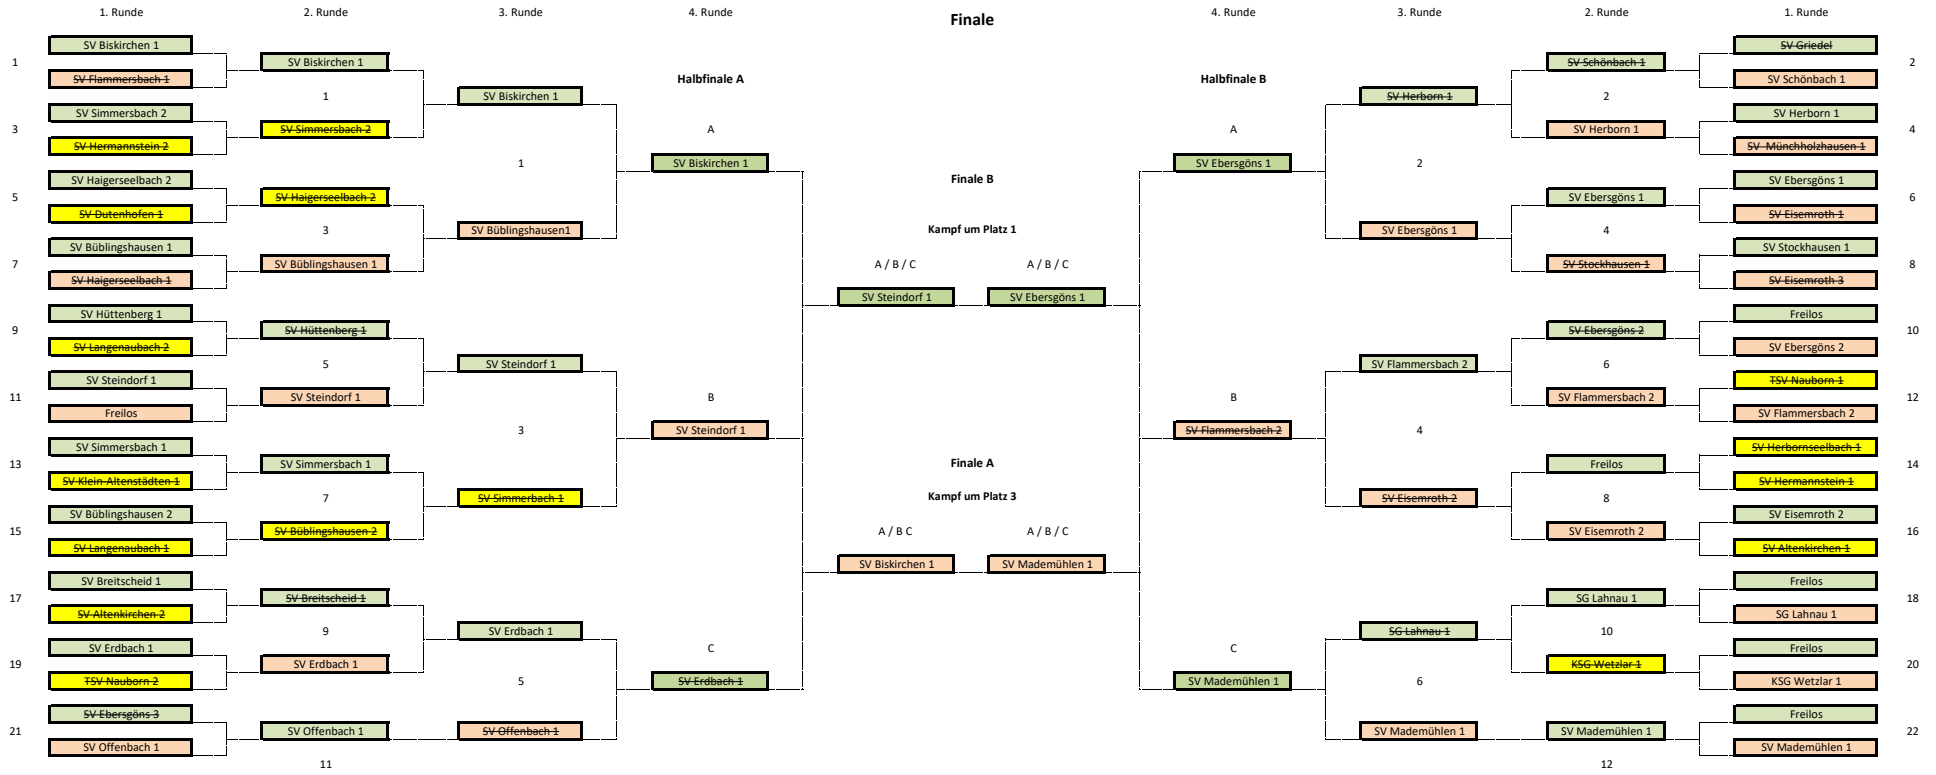 1. Runde 2. Runde 3. Runde 4. Runde Finale 4. Runde 3. Runde 2. Runde 1. Runde
SV Biskirchen 1 SV Griedel
1 SV Biskirchen 1 SV Schönbach 1 2
SV Flammersbach 1 Halbfinale A Halbfinale B SV Schönbach 1
1 SV Biskirchen 1 SV Herborn 1 2
SV Simmersbach 2 SV Herborn 1
3 SV Simmersbach 2 A A SV Herborn 1 4
SV Hermannstein 2 SV Münchholzhausen 1
1 SV Biskirchen 1 SV Ebersgöns 1 2
SV Haigerseelbach 2 Finale B SV Ebersgöns 1
5 SV Haigerseelbach 2 SV Ebersgöns 1 6
SV Dutenhofen 1 SV Eisemroth 1
3 SV Büblingshausen1 Kampf um Platz 1 SV Ebersgöns 1 4
SV Büblingshausen 1 SV Stockhausen 1
7 SV Büblingshausen 1 A / B / C A / B / C SV Stockhausen 1 8
SV Haigerseelbach 1 SV Eisemroth 3
SV Steindorf 1 SV Ebersgöns 1
SV Hüttenberg 1 Freilos
9 SV Hüttenberg 1 SV Ebersgöns 2 10
SV Langenaubach 2 SV Ebersgöns 2
5 SV Steindorf 1 SV Flammersbach 2 6
SV Steindorf 1 TSV Nauborn 1
11 SV Steindorf 1 B B SV Flammersbach 2 12
Freilos SV Flammersbach 2
3 SV Steindorf 1 SV Flammersbach 2 4
SV Simmersbach 1 SV Herbornseelbach 1
13 SV Simmersbach 1 Finale A Freilos 14
SV Klein-Altenstädten 1 SV Hermannstein 1
7 SV Simmerbach 1 Kampf um Platz 3 SV Eisemroth 2 8
SV Büblingshausen 2 SV Eisemroth 2
15 SV Büblingshausen 2 A / B C A / B / C SV Eisemroth 2 16
SV Langenaubach 1 SV Altenkirchen 1
SV Biskirchen 1 SV Mademühlen 1
SV Breitscheid 1 Freilos
17 SV Breitscheid 1 SG Lahnau 1 18
SV Altenkirchen 2 SG Lahnau 1
9 SV Erdbach 1 SG Lahnau 1 10
SV Erdbach 1 C C Freilos
19 SV Erdbach 1 KSG Wetzlar 1 20
TSV Nauborn 2 5 SV Erdbach 1 SV Mademühlen 1 6 KSG Wetzlar 1
SV Ebersgöns 3 Freilos
21 SV Offenbach 1 SV Offenbach 1 SV Mademühlen 1 SV Mademühlen 1 22
SV Offenbach 1 SV Mademühlen 1
11 12